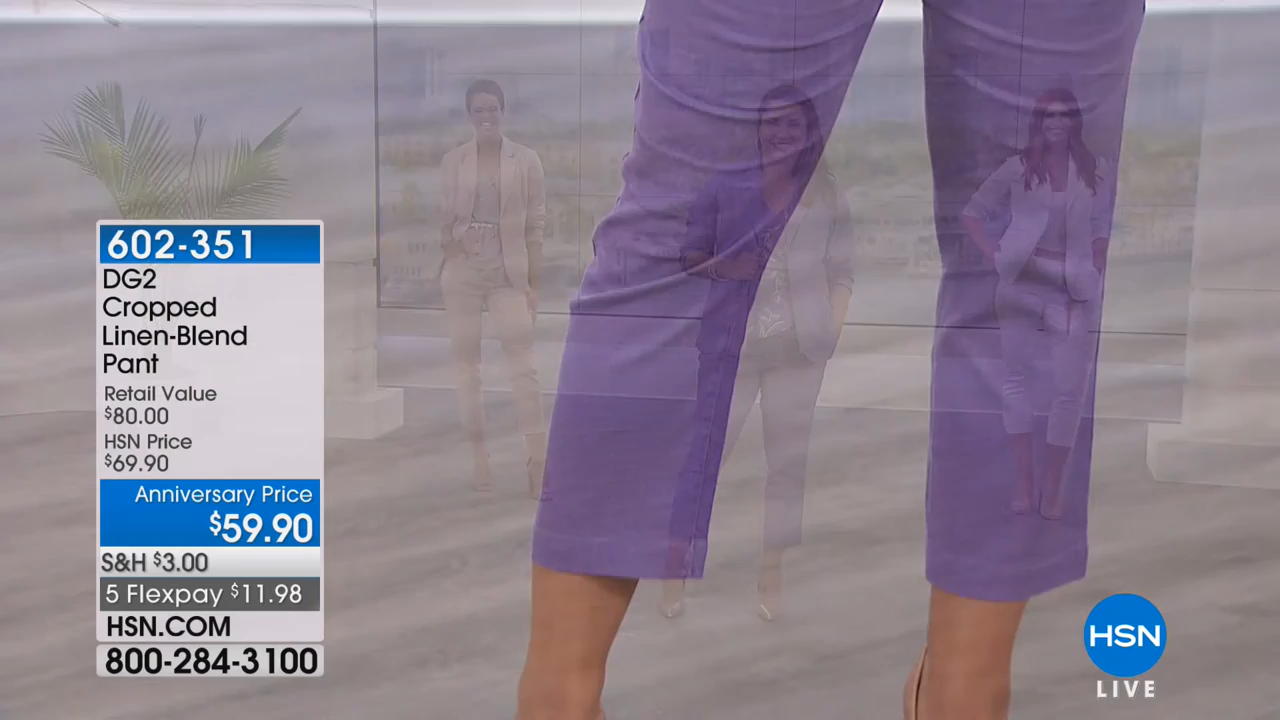 602-351
DG2
Cropped
Linen-Blend
Pant
Retail Value
$80.00
HSN Price
$69.90
Anniversary Price
$59.90
S&H $3.00
5 Flexpay $11.98
HSN.COM
800-284-3100
HSN
LIVE